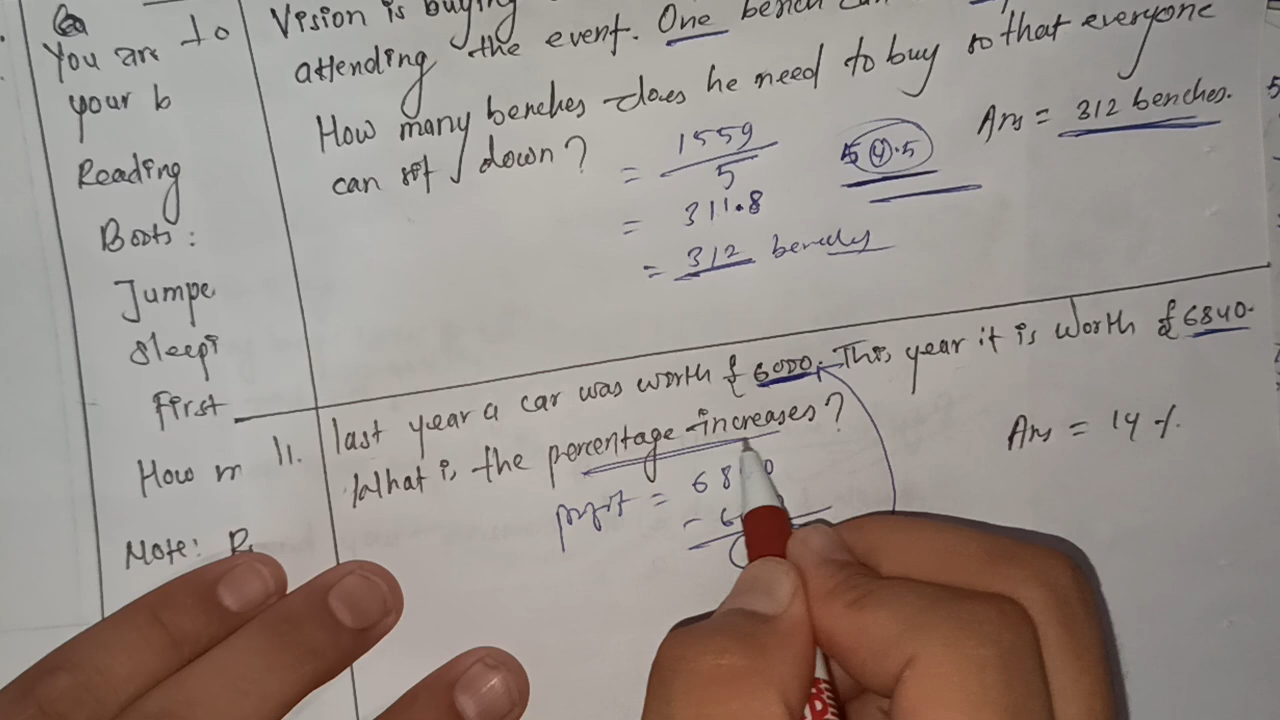 You are to
your b
Reading
Boots:
Jumpe
Sleepi
First
How m
Note:
Vision is buying
attending the event. One bench can
How many benches does he need to buy so that everyone
can sit down?
= 1559
5
= 311.8
= 312
5 4.5
Ans = 312 benches.
11. last year a car was worth £ 6000. This year it is worth £ 6840.
What is the percentage increases?
profit = 68
- 6
Ans = 14 %.